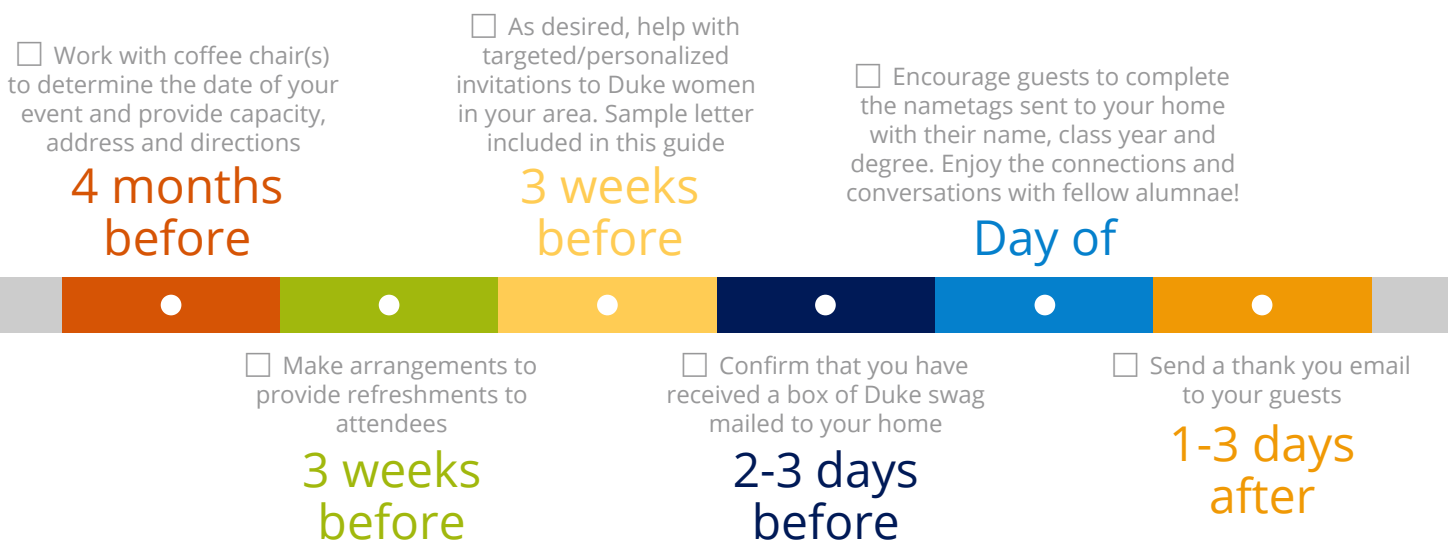 ☐ Work with coffee chair(s)
to determine the date of your
event and provide capacity,
address and directions
4 months
before
☐ Make arrangements to
provide refreshments to
attendees
3 weeks
before
☐ As desired, help with
targeted/personalized
invitations to Duke women
in your area. Sample letter
included in this guide
3 weeks
before
☐ Confirm that you have
received a box of Duke swag
mailed to your home
2-3 days
before
☐ Encourage guests to complete
the nametags sent to your home
with their name, class year and
degree. Enjoy the connections and
conversations with fellow alumnae!
Day of
☐ Send a thank you email
to your guests
1-3 days
after